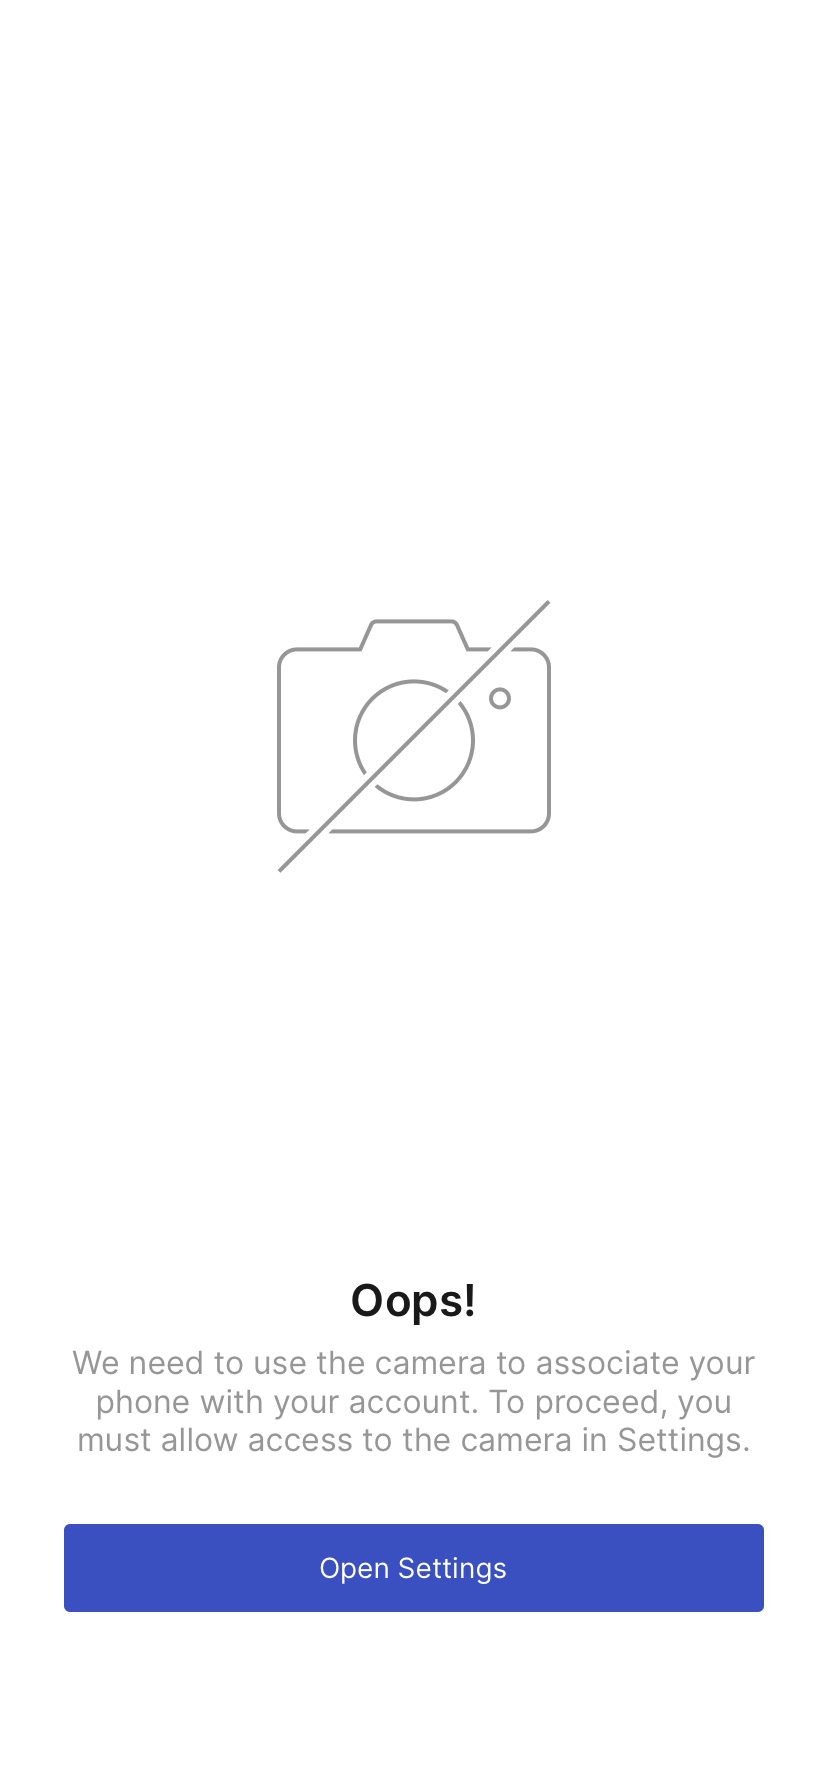 Oops!
We need to use the camera to associate your
phone with your account. To proceed, you
must allow access to the camera in Settings.
Open Settings